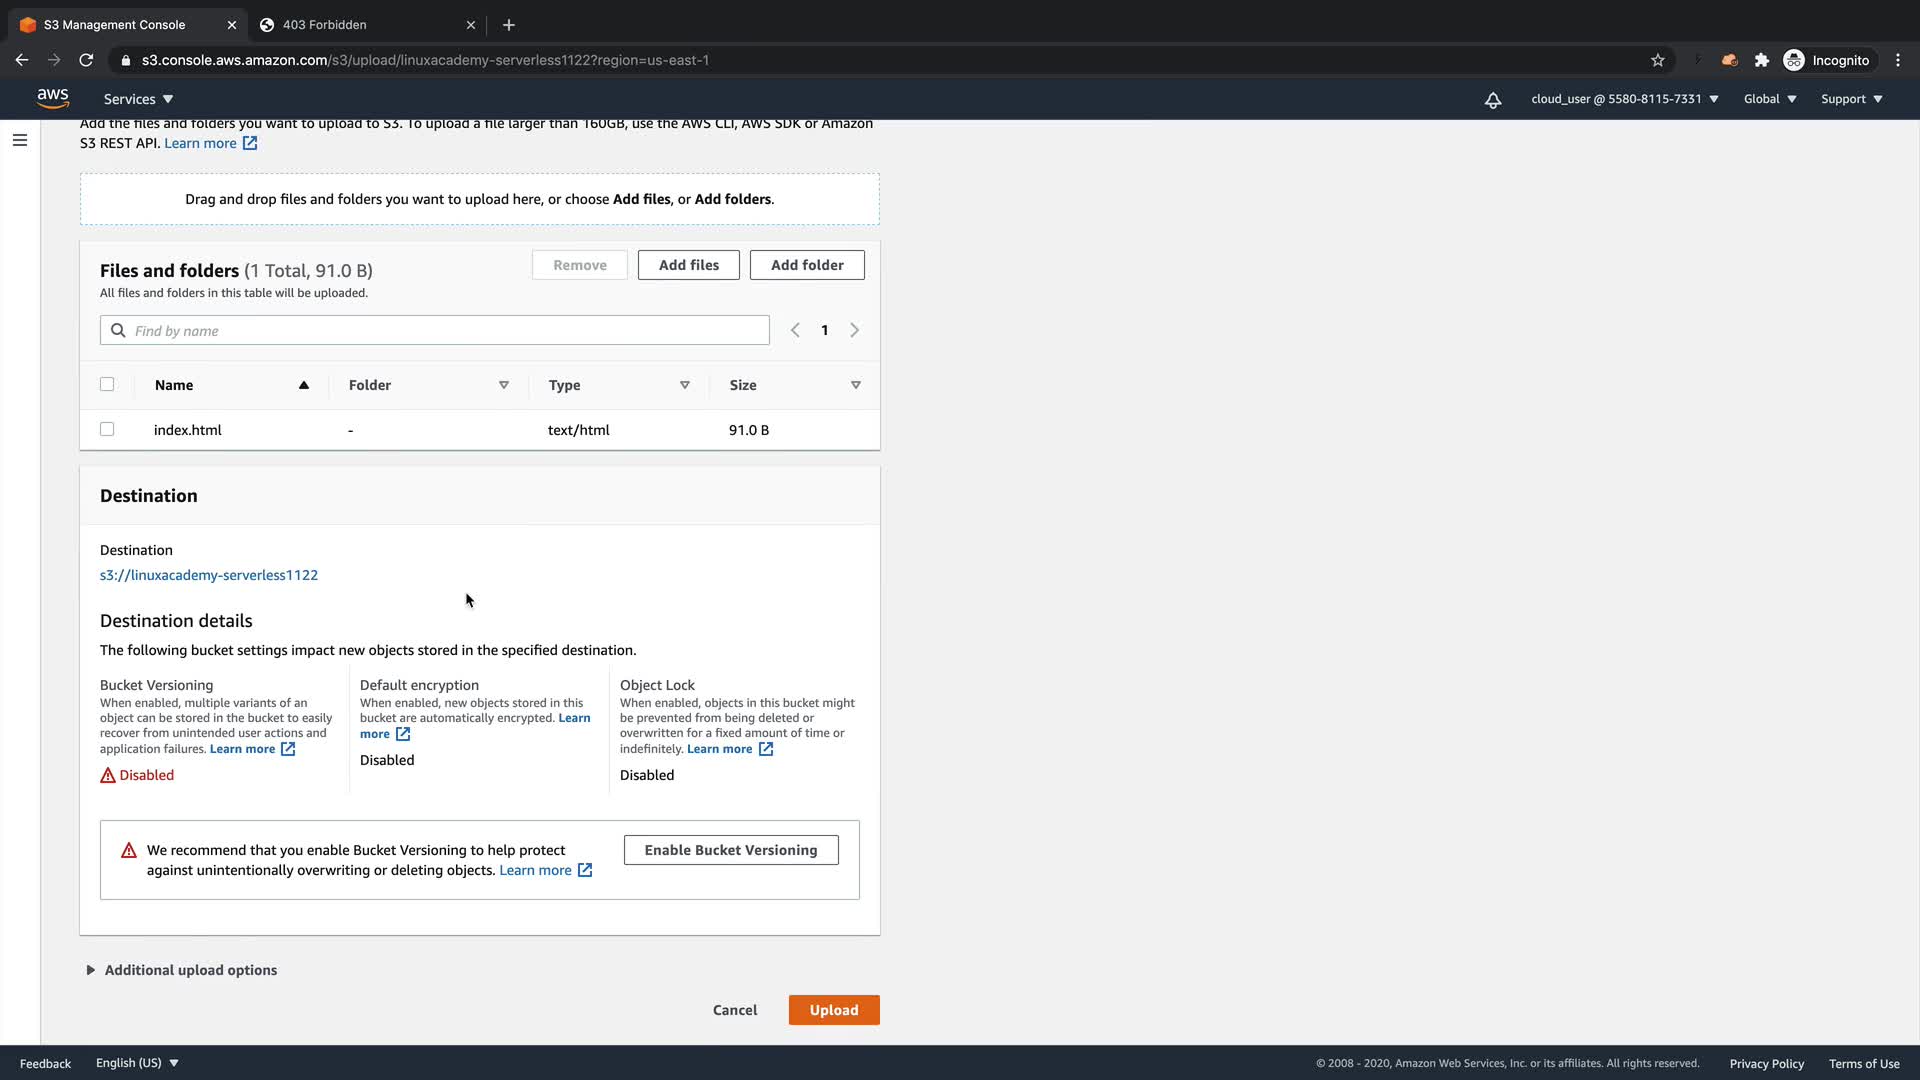 S3 Management Console
403 Forbidden
s3.console.aws.amazon.com/s3/upload/linuxacademy-serverless1122?region=us-east-1
Incognito
aws
Services
cloud_user @ 5580-8115-7331
Global
Support
Add the files and folders you want to upload to S3. To upload a file larger than 160GB, use the AWS CLI, AWS SDK or Amazon
S3 REST API. Learn more
Drag and drop files and folders you want to upload here, or choose Add files, or Add folders.
Files and folders (1 Total, 91.0 B)
Remove
Add files
Add folder
All files and folders in this table will be uploaded.
Find by name
1
Name
Folder
Type
Size
index.html
-
text/html
91.0 B
Destination
Destination
s3://linuxacademy-serverless1122
Destination details
The following bucket settings impact new objects stored in the specified destination.
Bucket Versioning
When enabled, multiple variants of an
object can be stored in the bucket to easily
recover from unintended user actions and
application failures. Learn more
Disabled
Default encryption
When enabled, new objects stored in this
bucket are automatically encrypted. Learn
more
Disabled
Object Lock
When enabled, objects in this bucket might
be prevented from being deleted or
overwritten for a fixed amount of time or
indefinitely. Learn more
Disabled
We recommend that you enable Bucket Versioning to help protect
against unintentionally overwriting or deleting objects. Learn more
Enable Bucket Versioning
Additional upload options
Cancel
Upload
Feedback
English (US)
© 2008 - 2020, Amazon Web Services, Inc. or its affiliates. All rights reserved.
Privacy Policy
Terms of Use